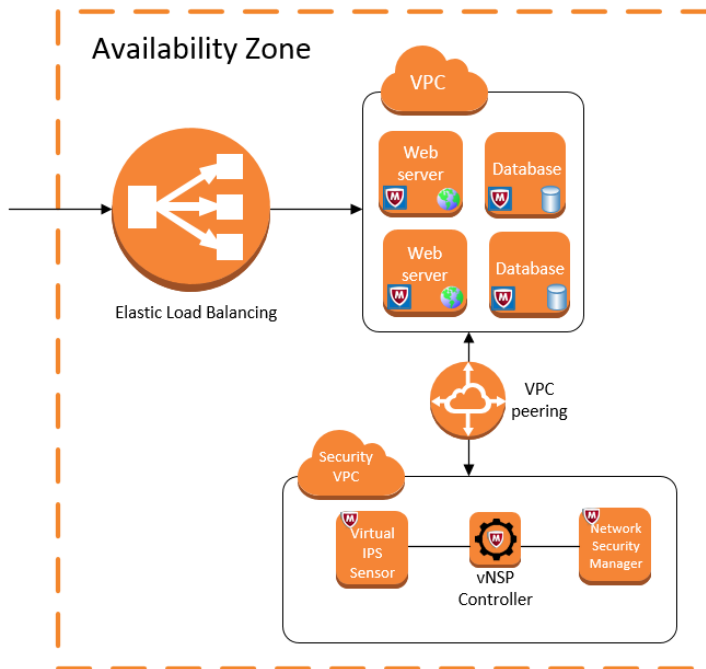 Availability Zone
VPC
Web
server
M
Database
M
Web
server
M
Database
M
Elastic Load Balancing
VPC
peering
Security
VPC
M
Virtual
IPS
Sensor
M
vNSP
Controller
M
Network
Security
Manager